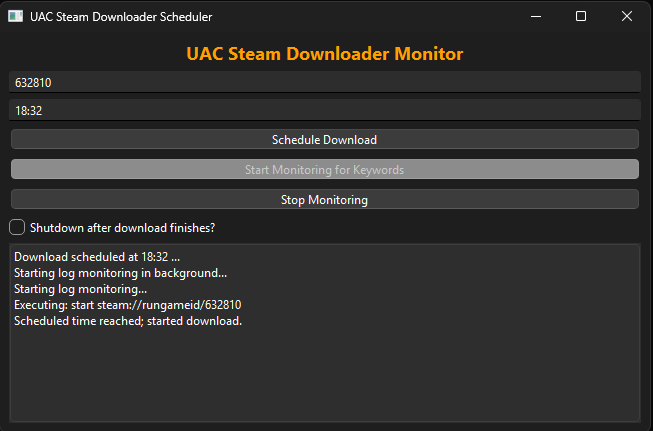 UAC Steam Downloader Scheduler
UAC Steam Downloader Monitor
632810
18:32
Schedule Download
Start Monitoring for Keywords
Stop Monitoring
Shutdown after download finishes?
Download scheduled at 18:32 ...
Starting log monitoring in background...
Starting log monitoring...
Executing: start steam://rungameid/632810
Scheduled time reached; started download.